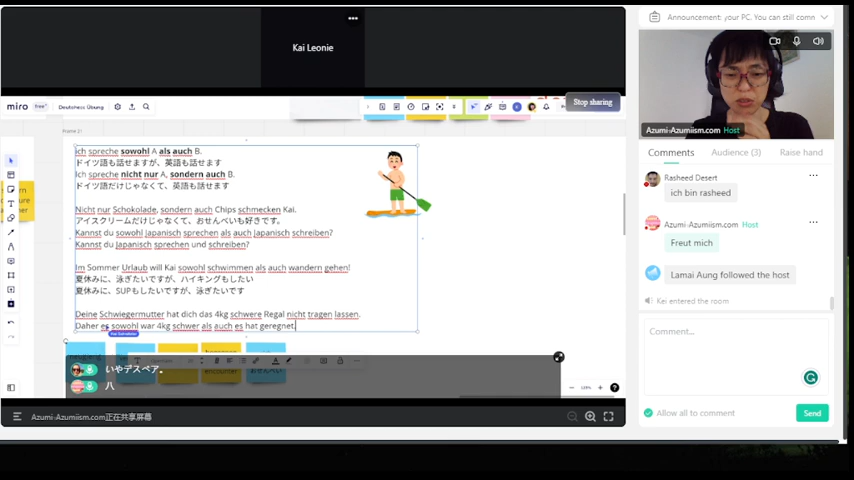 Kai Leonie
Announcement: your PC. You can still comn
miro
free
Deutschess Übung
Stop sharing
Frame 21
Ich spreche sowohl A als auch B.
ドイツ語も話せますが、英語も話せます
Ich spreche nicht nur A, sondern auch B.
ドイツ語だけじゃなくて、英語も話せます
Nicht nur Schokolade, sondern auch Chips schmecken Kai.
アイスクリームだけじゃなくて、おせんべいも好きです。
Kannst du sowohl Japanisch sprechen als auch Japanisch schreiben?
Kannst du Japanisch sprechen und schreiben?
Im Sommer Urlaub will Kai sowohl schwimmen als auch wandern gehen!
夏休みに、泳ぎたいですが、ハイキングもしたい
夏休みに、SUPもしたいですが、泳ぎたいです
Deine Schwiegermutter hat dich das 4kg schwere Regal nicht tragen lassen.
Daher es sowohl war 4kg schwer als auch es hat geregnet.
いやデスペア。
八
encounter
おせんべい
Azumi-Azumiism.com正在共享屏幕
Azumi-Azumiism.com Host
Comments
Audience (3)
Raise hand
Rasheed Desert
ich bin rasheed
Azumi-Azumiism.com Host
Freut mich
Lamai Aung followed the host
Kei entered the room
Comment...
Allow all to comment
Send